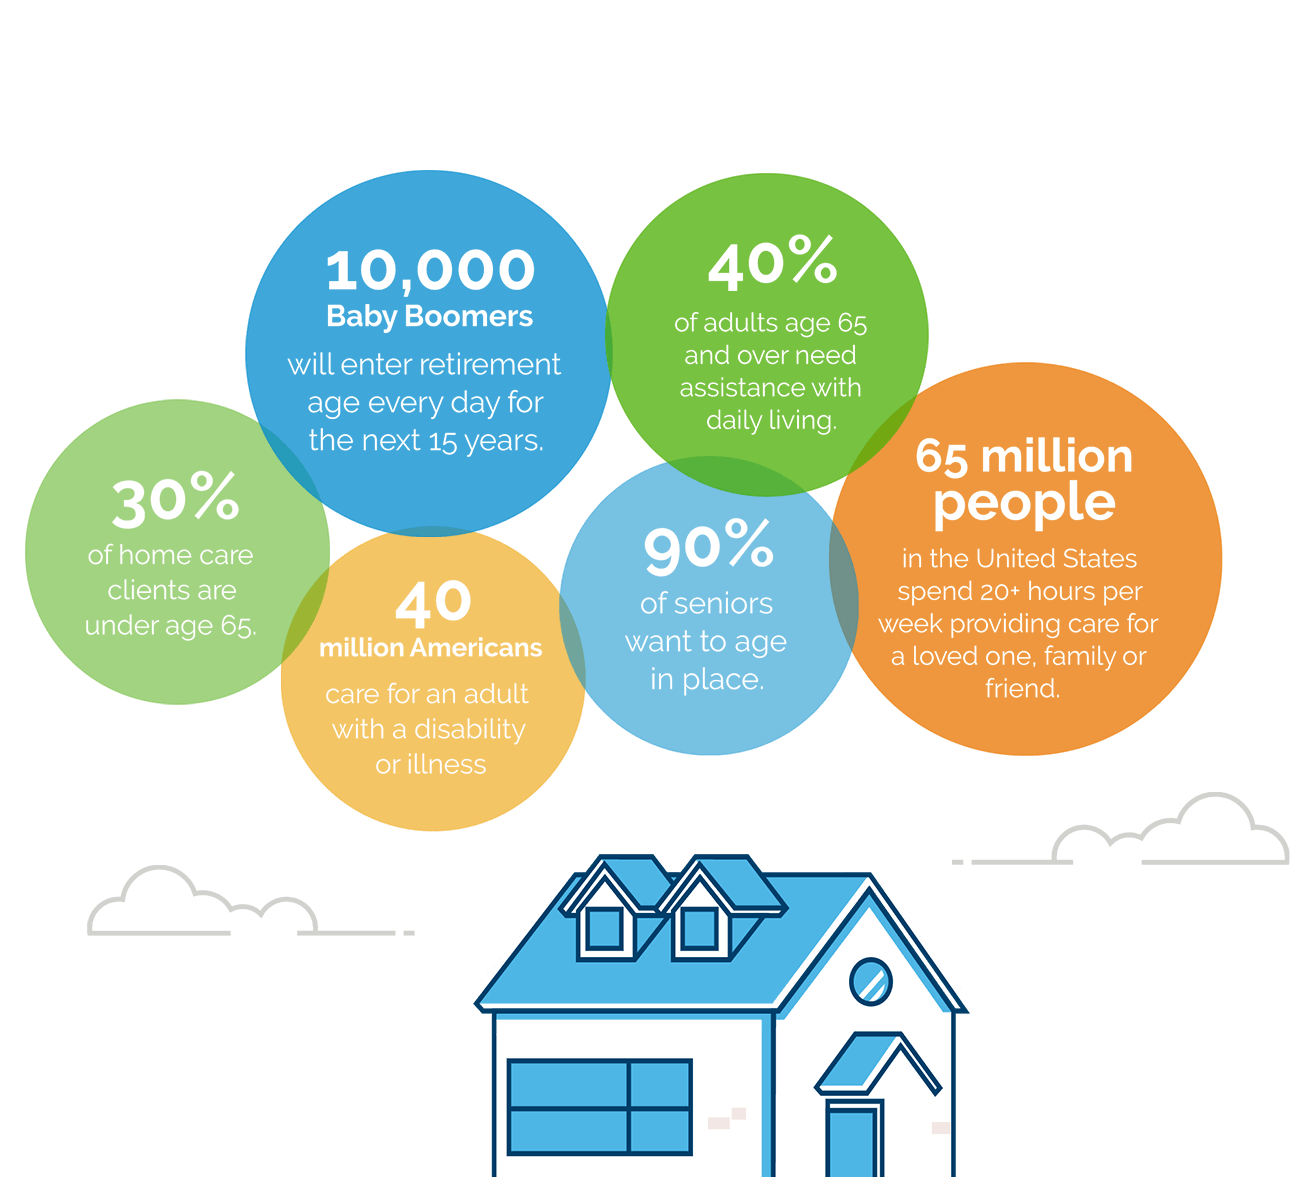 10,000
Baby Boomers
will enter retirement
age every day for
the next 15 years.
40%
of adults age 65
and over need
assistance with
daily living.
65 million
people
in the United States
spend 20+ hours per
week providing care for
a loved one, family or
friend.
30%
of home care
clients are
under age 65.
40
million Americans
care for an adult
with a disability
or illness
90%
of seniors
want to age
in place.